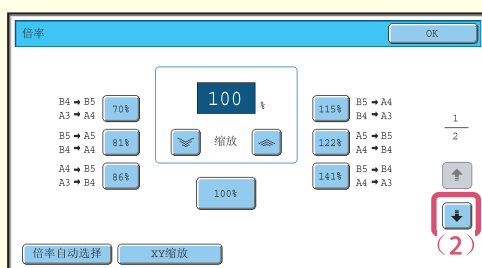 倍率
OK
100 %
缩放
100%
B4 → B5
A3 → A4
70%
B5 → A5
B4 → A4
81%
A4 → B5
A3 → B4
86%
115%
B5 → A4
B4 → A3
122%
A5 → B5
A4 → B4
141%
B5 → B4
A4 → A3
1
2
(2)
倍率自动选择
XY缩放